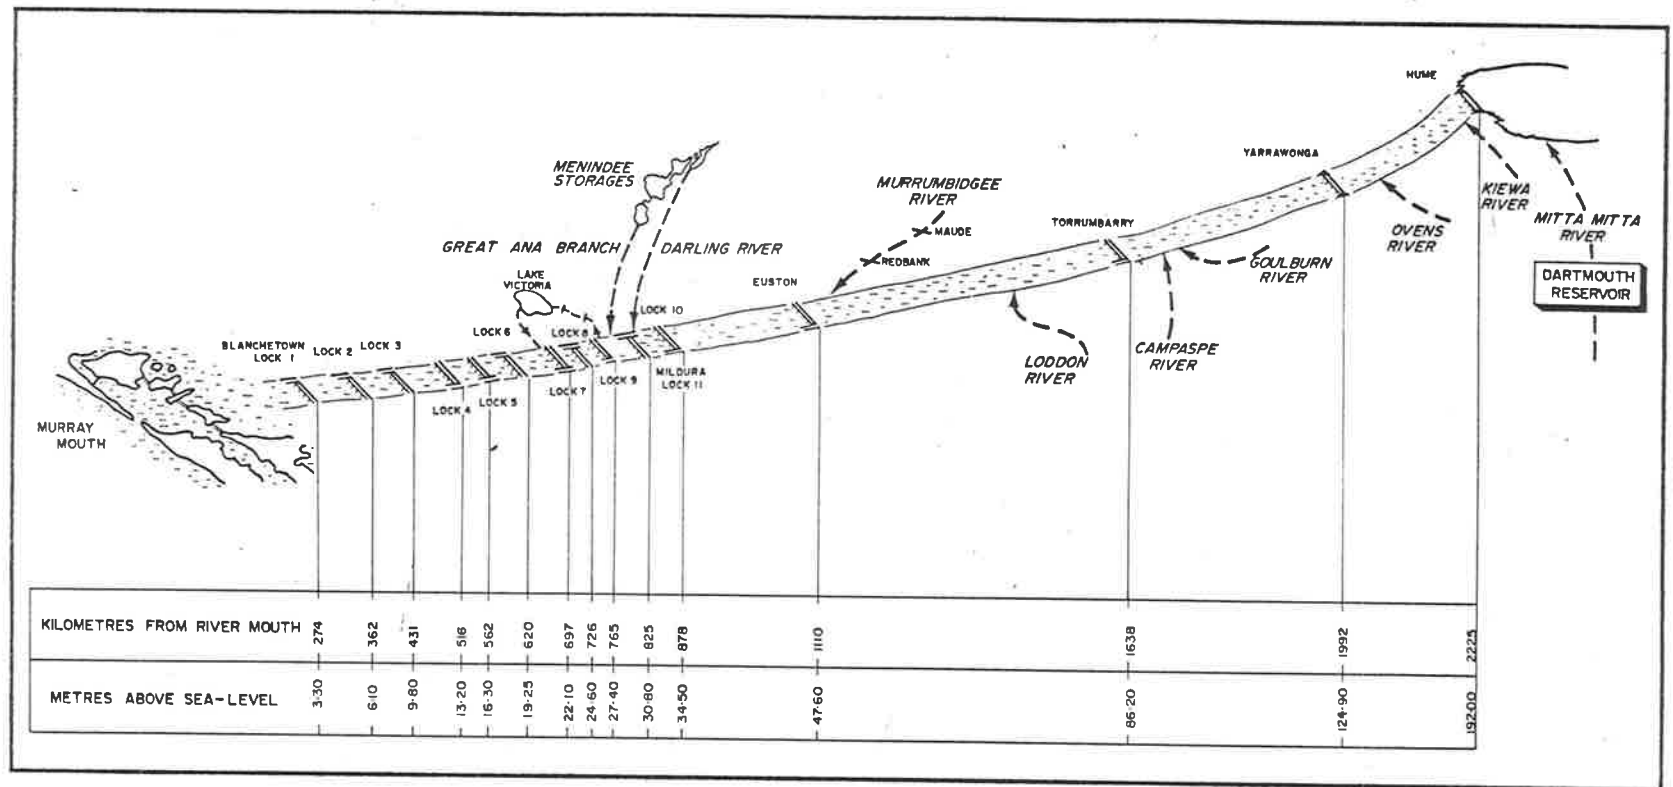 HUME
YARRAWONGA
KIEWA
RIVER
MITTA MITTA
RIVER
DARTMOUTH
RESERVOIR
OVENS
RIVER
TORRUMBARRY
GOULBURN
RIVER
CAMPASPE
RIVER
LODDON
RIVER
MURRUMBIDGEE
RIVER
MAUDE
REDBANK
EUSTON
MENINDEE
STORAGES
GREAT ANA BRANCH
DARLING RIVER
LAKE
VICTORIA
LOCK 10
LOCK 6
LOCK 8
BLANCHETOWN
LOCK 1
LOCK 2
LOCK 3
LOCK 4
LOCK 5
LOCK 7
LOCK 9
MILDURA
LOCK 11
MURRAY
MOUTH
KILOMETRES FROM RIVER MOUTH 274 362 431 516 562 620 697 726 765 825 878 1110 1638 1992 2225
METRES ABOVE SEA-LEVEL 3·30 6·10 9·80 13·20 16·30 19·25 22·10 24·60 27·40 30·80 34·50 47·60 86·20 124·90 192·00